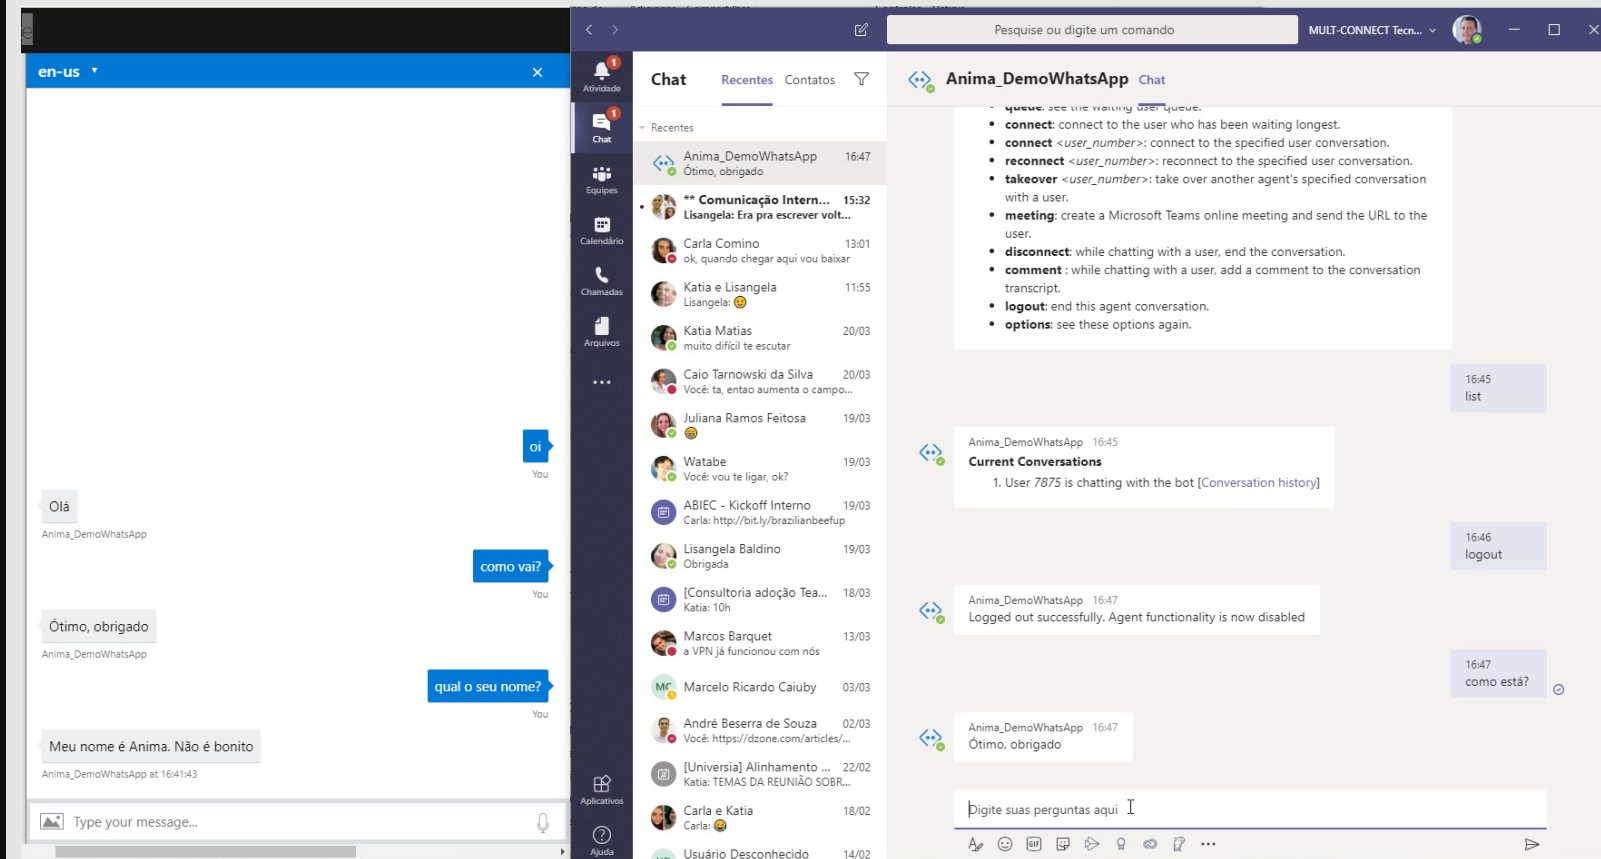 en-us
oi
You
Olá
Anima_DemoWhatsApp
como vai?
You
Ótimo, obrigado
Anima_DemoWhatsApp
qual o seu nome?
You
Meu nome é Anima. Não é bonito
Anima_DemoWhatsApp at 16:41:43
Type your message...
Pesquise ou digite um comando
MULT-CONNECT Tecn...
1
Atividade
1
Chat
Equipes
Calendário
Chamadas
Arquivos
Aplicativos
Ajuda
Chat Recentes Contatos
Recentes
Anima_DemoWhatsApp 16:47
Ótimo, obrigado
** Comunicação Intern... 15:32
Lisangela: Era pra escrever volt...
Carla Comino 13:01
ok, quando chegar aqui vou baixar
Katia e Lisangela 11:55
Lisangela: 😉
Katia Matias 20/03
muito difícil te escutar
Caio Tarnowski da Silva 20/03
Você: ta, entao aumenta o campo...
Juliana Ramos Feitosa 19/03
😁
Watabe 19/03
Você: vou te ligar, ok?
ABIEC - Kickoff Interno 19/03
Carla: http://bit.ly/brazilianbeefup
Lisangela Baldino 19/03
Obrigada
[Consultoria adoção Tea... 18/03
Katia: 10h
Marcos Barquet 13/03
a VPN já funcionou com nós
MC Marcelo Ricardo Caiuby 03/03
André Beserra de Souza 02/03
Você: https://dzone.com/articles/...
[Universia] Alinhamento ... 22/02
Katia: TEMAS DA REUNIÃO SOBR...
Carla e Katia 18/02
Carla: 😂
Usuário Desconhecido 14/02
Anima_DemoWhatsApp Chat
• queue: see the waiting user queue.
• connect: connect to the user who has been waiting longest.
• connect <user_number>: connect to the specified user conversation.
• reconnect <user_number>: reconnect to the specified user conversation.
• takeover <user_number>: take over another agent's specified conversation
with a user.
• meeting: create a Microsoft Teams online meeting and send the URL to the
user.
• disconnect: while chatting with a user, end the conversation.
• comment : while chatting with a user, add a comment to the conversation
transcript.
• logout: end this agent conversation.
• options: see these options again.
16:45
list
Anima_DemoWhatsApp 16:45
Current Conversations
1. User 7875 is chatting with the bot [Conversation history]
16:46
logout
Anima_DemoWhatsApp 16:47
Logged out successfully. Agent functionality is now disabled
16:47
como está?
Anima_DemoWhatsApp 16:47
Ótimo, obrigado
Digite suas perguntas aqui
GIF